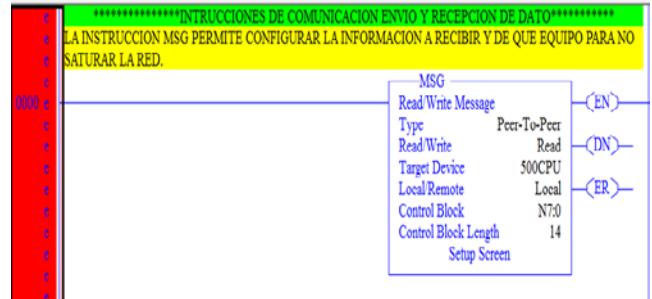 e ***************INTRUCCIONES DE COMUNICACION ENVIO Y RECEPCION DE DATO***********
e LA INSTRUCCION MSG PERMITE CONFIGURAR LA INFORMACION A RECIBIR Y DE QUE EQUIPO PARA NO
e SATURAR LA RED.
e MSG
0000 e Read/Write Message (EN)
e Type Peer-To-Peer
e Read/Write Read (DN)
e Target Device 500CPU
e Local/Remote Local (ER)
e Control Block N7:0
e Control Block Length 14
e Setup Screen
e
e